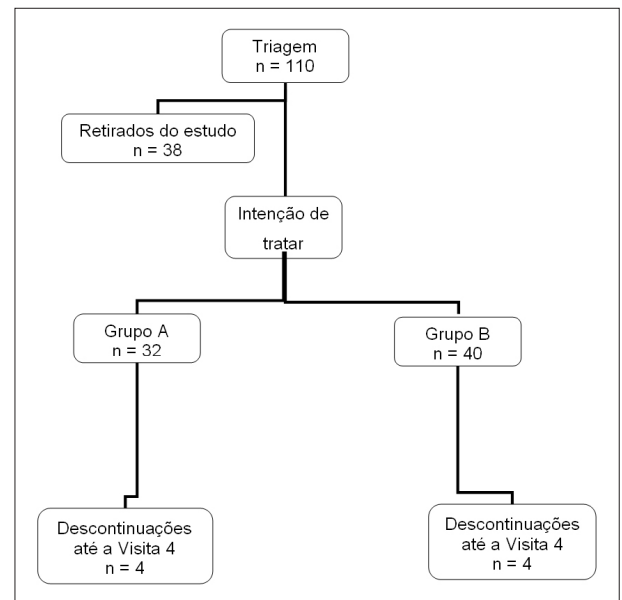 Triagem
n = 110
Retirados do estudo
n = 38
Intenção de
tratar
Grupo A
n = 32
Grupo B
n = 40
Descontinuações
até a Visita 4
n = 4
Descontinuações
até a Visita 4
n = 4